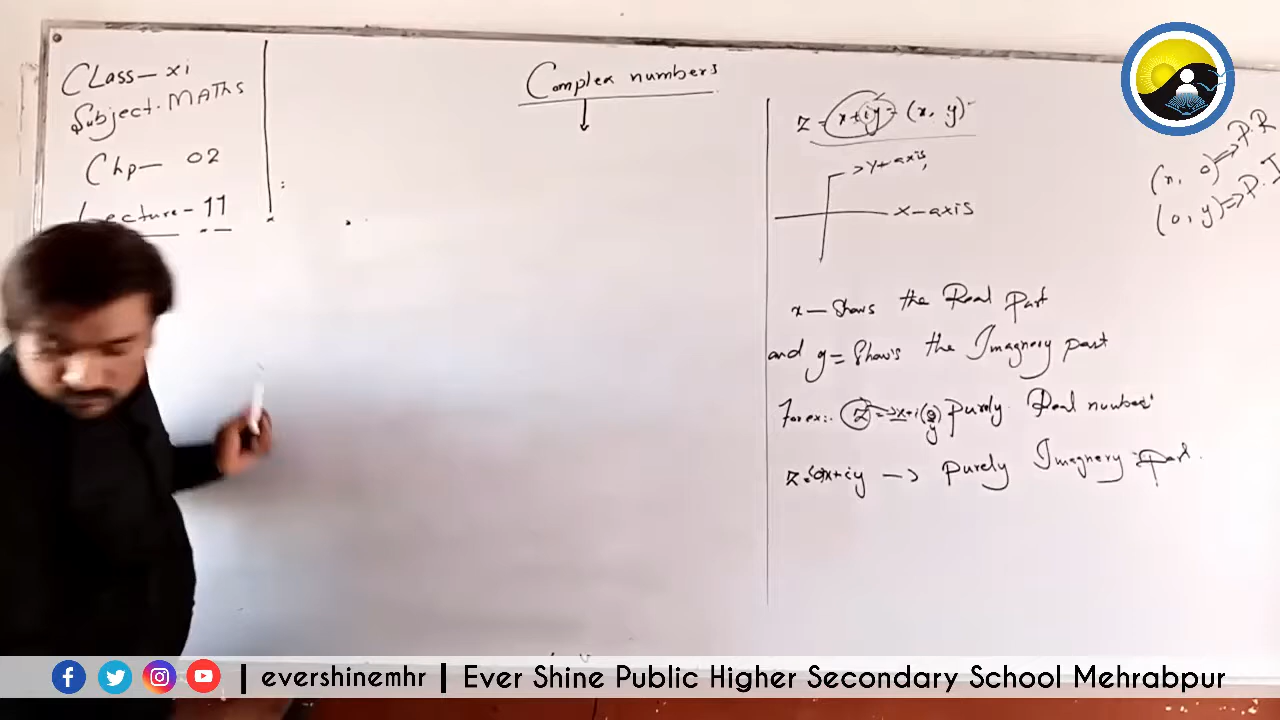 Class- xi
Subject. MATHs
Chp- 02
Lecture- 11
Complex numbers
z = x+iy = (x, y)
> Y-axis,
X-axis
x - Shows the Real Part
and y = Shows the Imagnery part
For ex:. z = x+i(0) purely Real number
y
z = 0x+iy -> purely Imagnery part.
(x, 0) => P.R
(0, y) => P.I
| evershinemhr | Ever Shine Public Higher Secondary School Mehrabpur